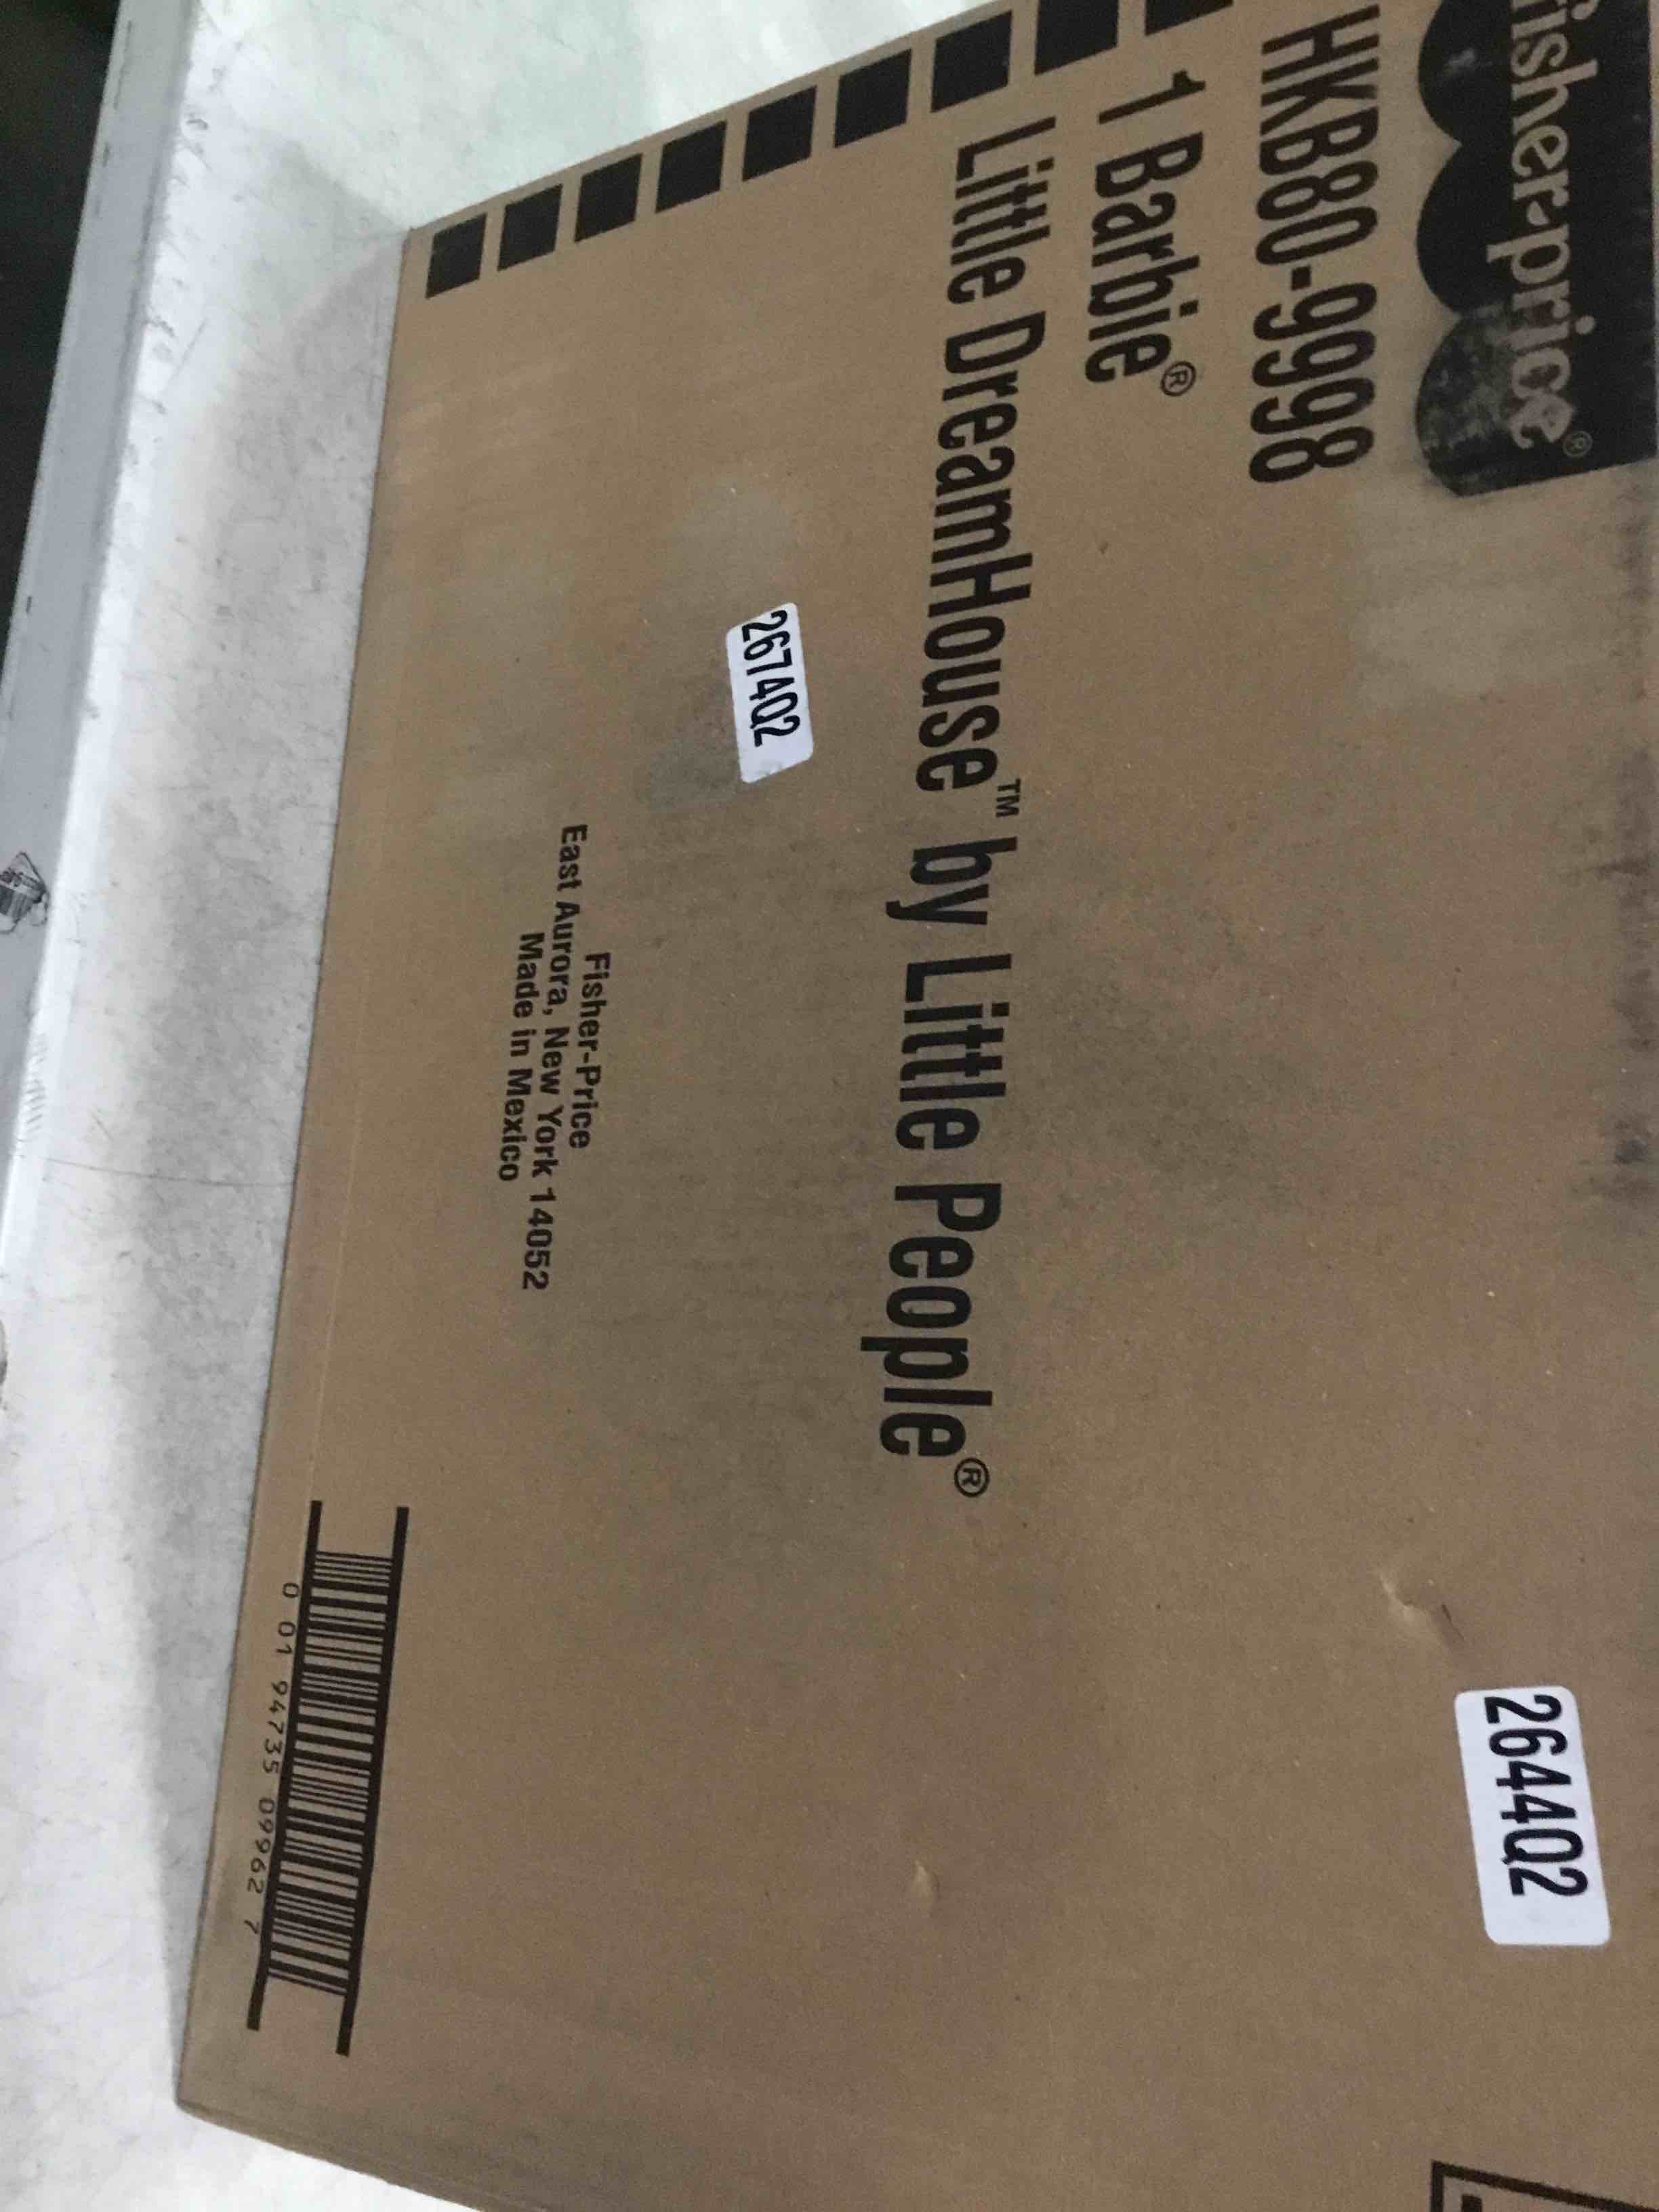 fisher-price®
HKB80-9998
1 Barbie®
Little DreamHouse™ by Little People®
264402
267402
Fisher-Price
East Aurora, New York 14052
Made in Mexico
0 01 94735 09962 7